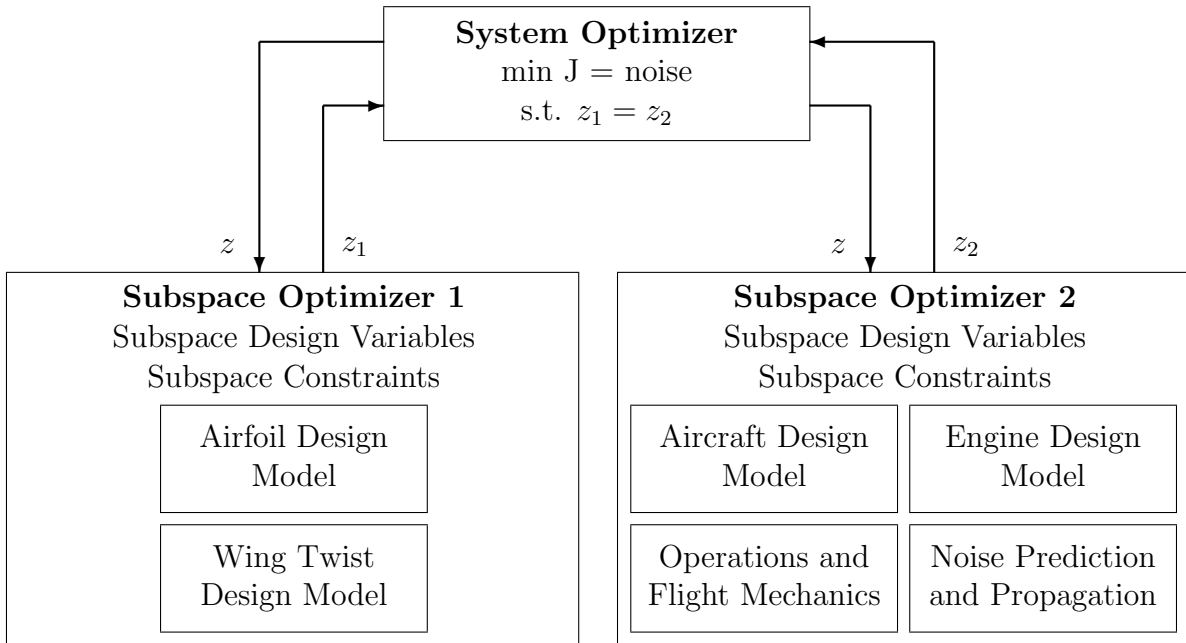 System Optimizer
min J = noise
s.t. z₁ = z₂
z
z₁
z
z₂
Subspace Optimizer 1
Subspace Design Variables
Subspace Constraints
Airfoil Design
Model
Wing Twist
Design Model
Subspace Optimizer 2
Subspace Design Variables
Subspace Constraints
Aircraft Design
Model
Engine Design
Model
Operations and
Flight Mechanics
Noise Prediction
and Propagation